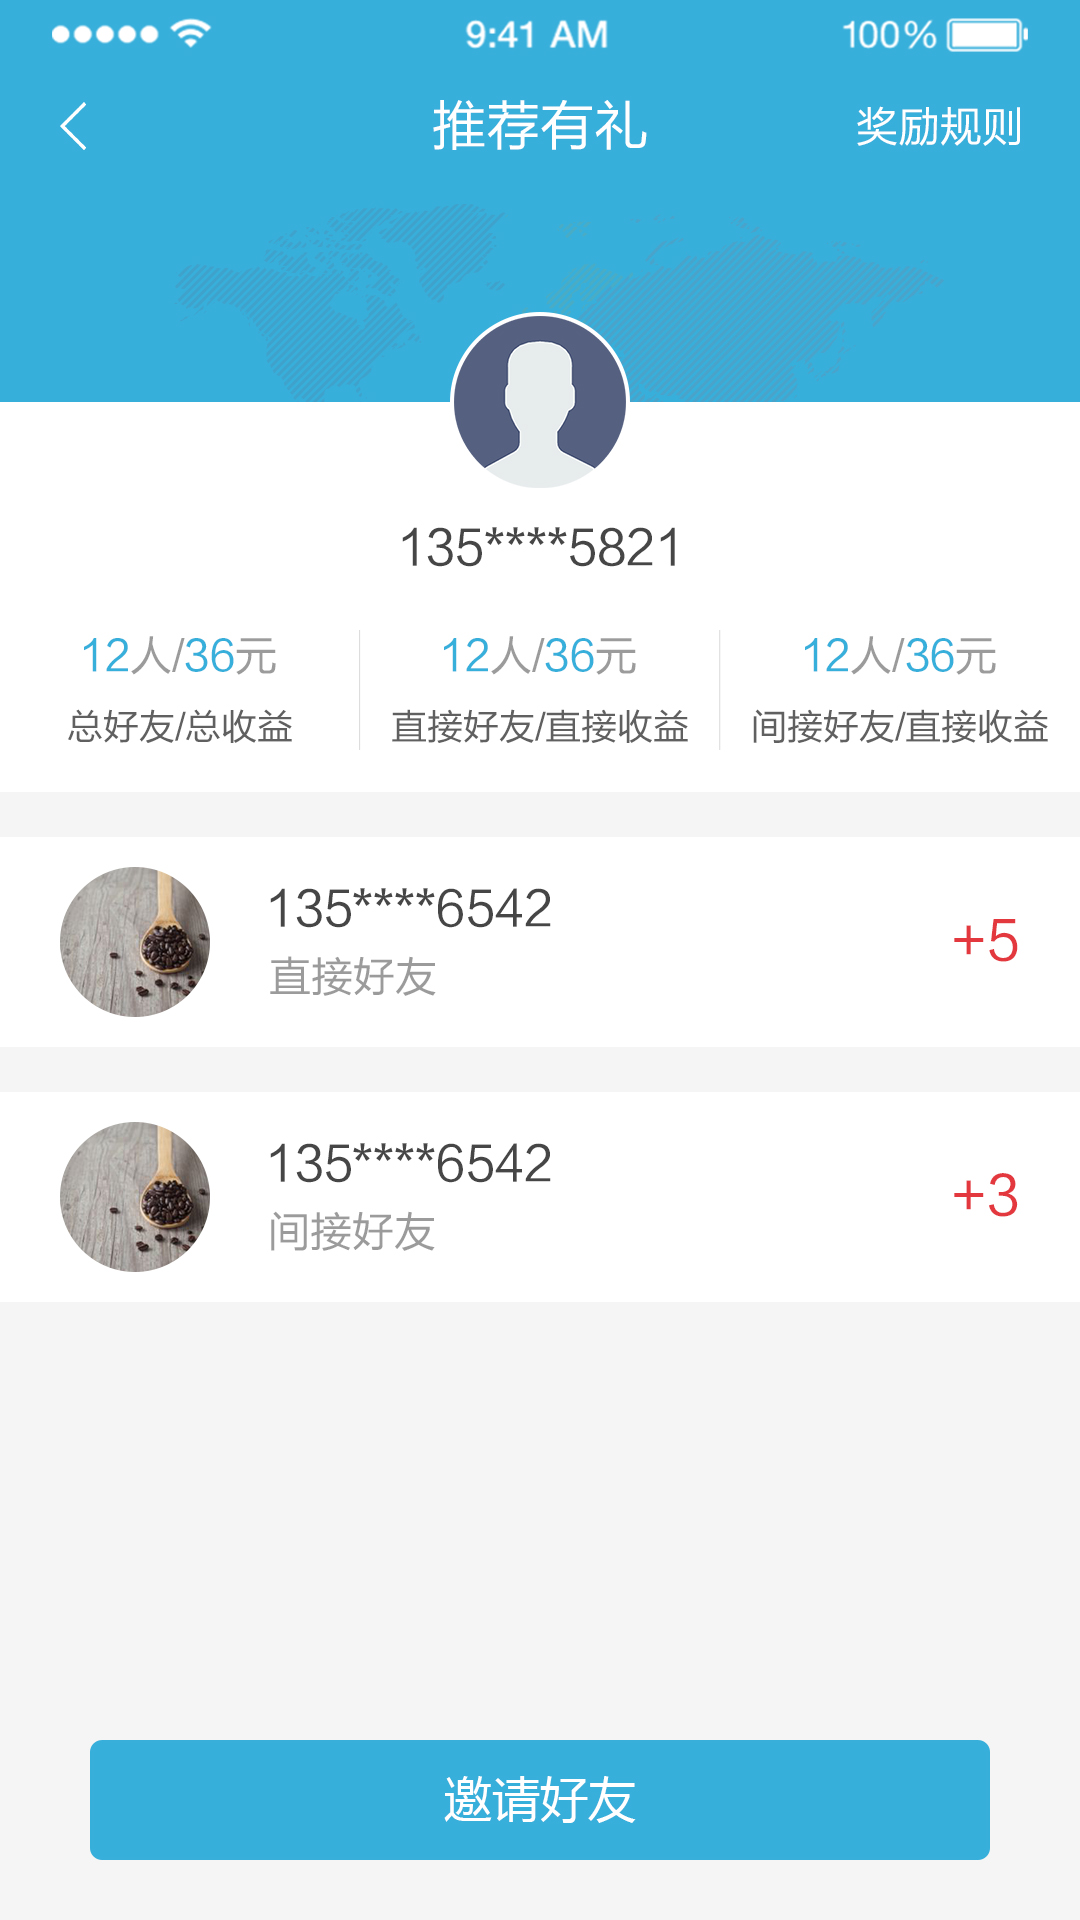 9:41 AM 100%
推荐有礼 奖励规则
135****5821
12人/36元 12人/36元 12人/36元
总好友/总收益 直接好友/直接收益 间接好友/直接收益
135****6542
直接好友
+5
135****6542
间接好友
+3
邀请好友